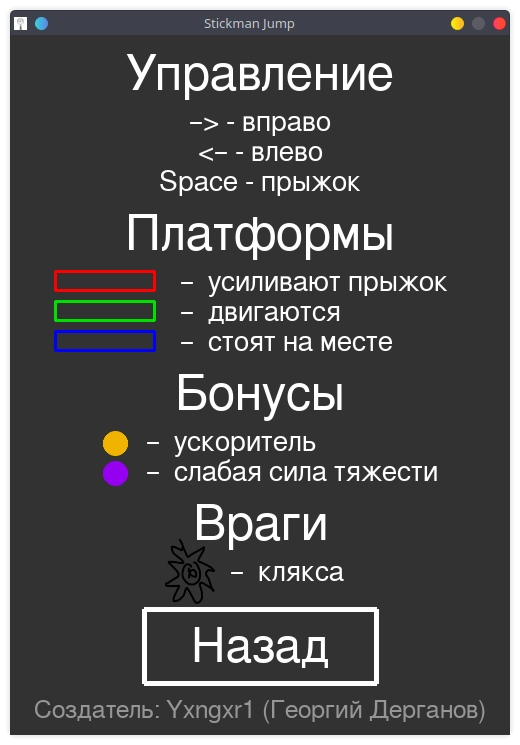 Stickman Jump
Управление
–> - вправо
<– - влево
Space - прыжок
Платформы
– усиливают прыжок
– двигаются
– стоят на месте
Бонусы
– ускоритель
– слабая сила тяжести
Враги
– клякса
Назад
Создатель: Yxngxr1 (Георгий Дерганов)